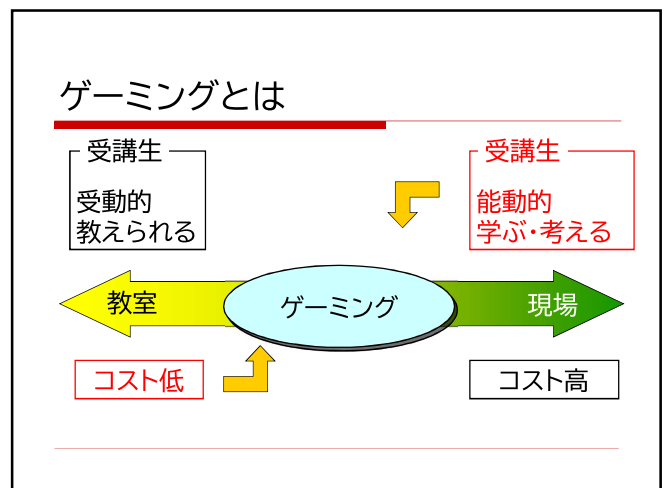 ゲーミングとは
受講生
受動的
教えられる
受講生
能動的
学ぶ・考える
教室
ゲーミング
現場
コスト低
コスト高